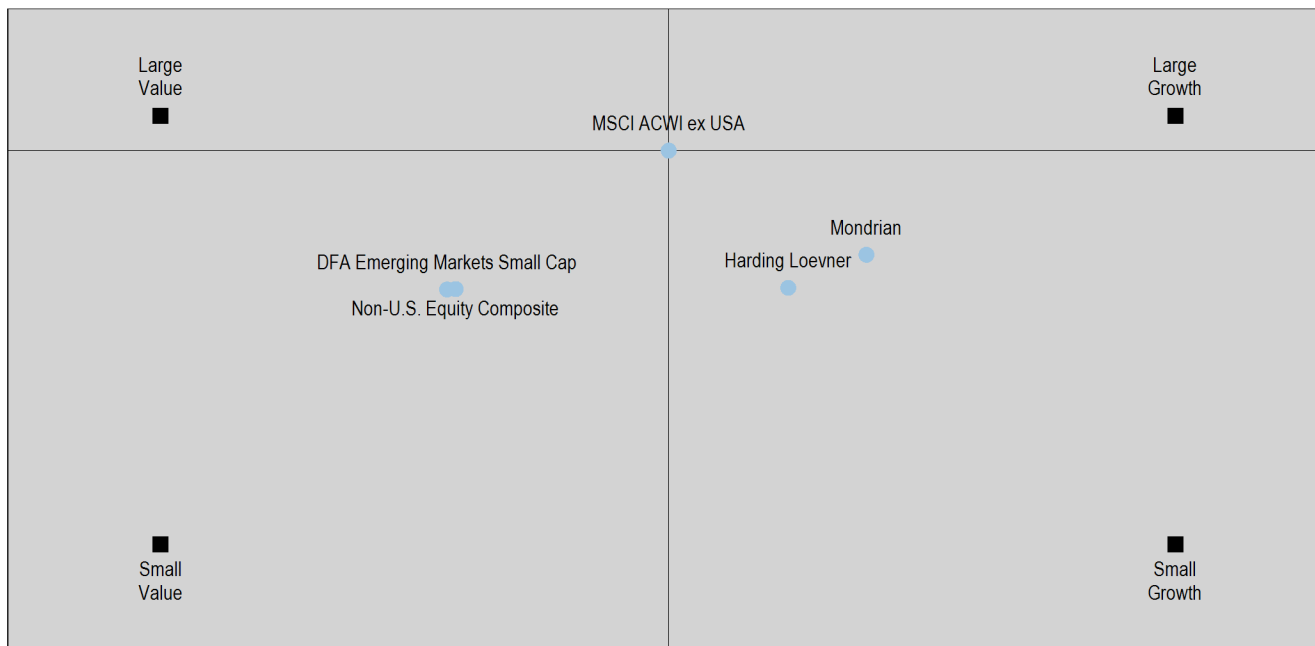 Large
Value
Large
Growth
MSCI ACWI ex USA
Mondrian
Harding Loevner
DFA Emerging Markets Small Cap
Non-U.S. Equity Composite
Small
Value
Small
Growth